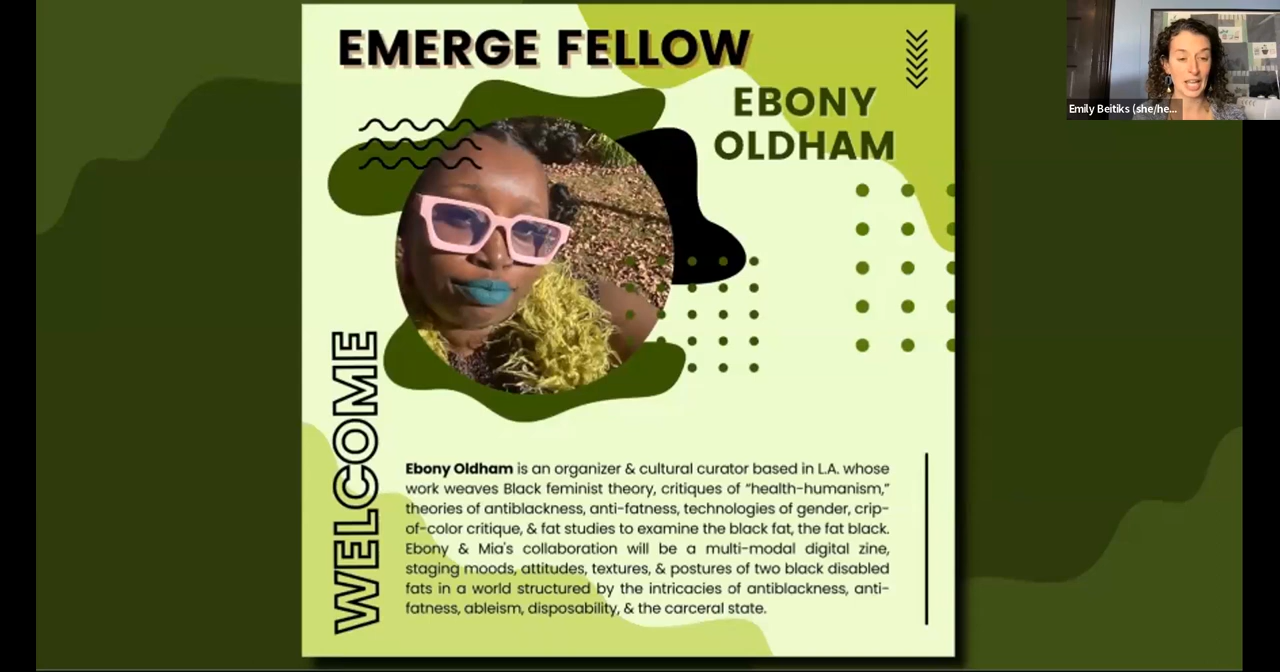 EMERGE FELLOW
EBONY
OLDHAM
Emily Beitiks (she/he...
WELCOME
Ebony Oldham is an organizer & cultural curator based in L.A. whose
work weaves Black feminist theory, critiques of “health-humanism,”
theories of antiblackness, anti-fatness, technologies of gender, crip-
of-color critique, & fat studies to examine the black fat, the fat black.
Ebony & Mia's collaboration will be a multi-modal digital zine,
staging moods, attitudes, textures, & postures of two black disabled
fats in a world structured by the intricacies of antiblackness, anti-
fatness, ableism, disposability, & the carceral state.